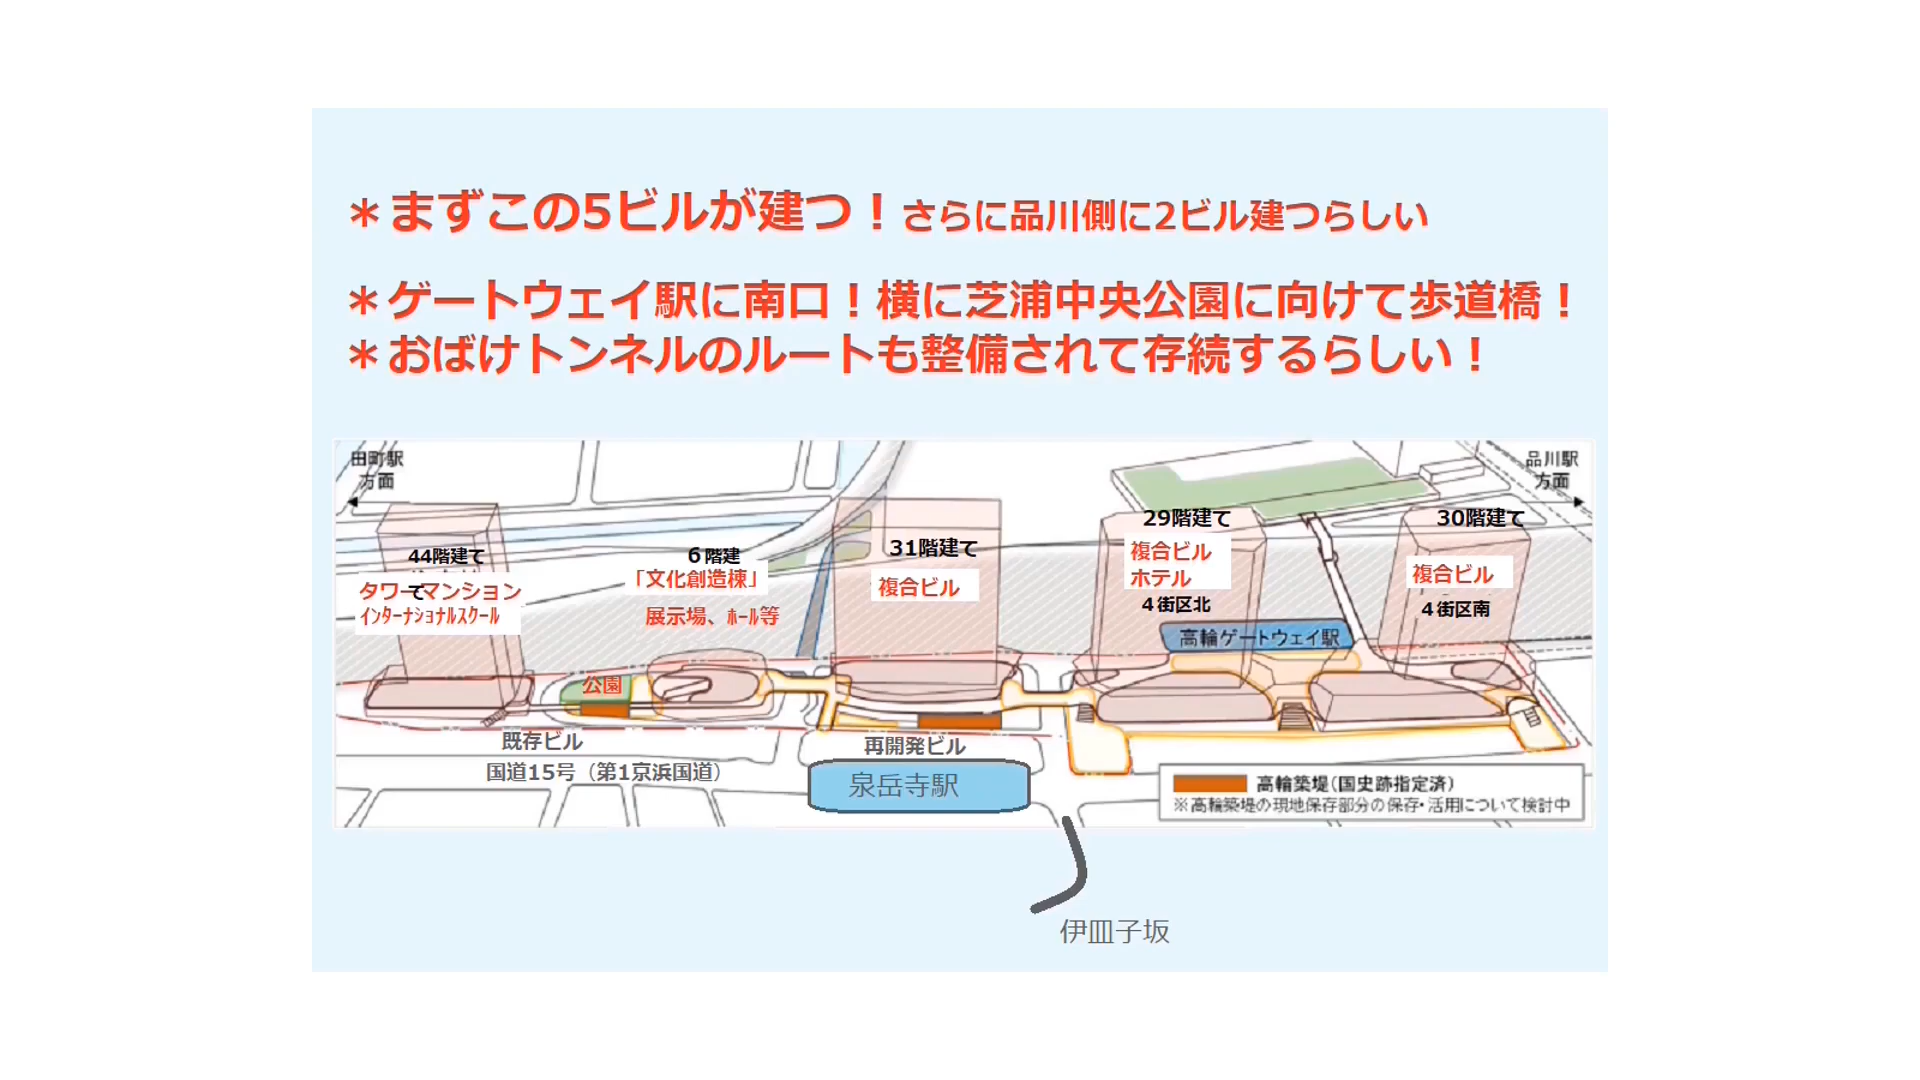 ＊まずこの5ビルが建つ！さらに品川側に2ビル建つらしい
＊ゲートウェイ駅に南口！横に芝浦中央公園に向けて歩道橋！
＊おばけトンネルのルートも整備されて存続するらしい！
田町駅
方面
品川駅
方面
44階建て
タワーマンション
て
インターナショナルスクール
６階建
「文化創造棟」
展示場、ホール等
31階建て
複合ビル
29階建て
複合ビル
ホテル
４街区北
30階建て
複合ビル
４街区南
高輪ゲートウェイ駅
公園
既存ビル
再開発ビル
国道15号（第1京浜国道）
泉岳寺駅
高輪築堤（国史跡指定済）
※高輪築堤の現地保存部分の保存・活用について検討中
伊皿子坂